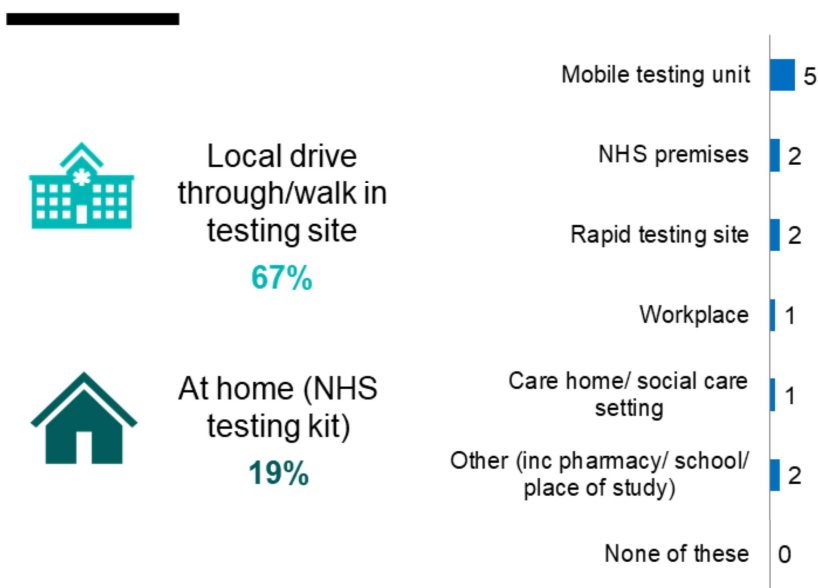 Local drive
through/walk in
testing site
67%
At home (NHS
testing kit)
19%
Mobile testing unit 5
NHS premises 2
Rapid testing site 2
Workplace 1
Care home/ social care
setting 1
Other (inc pharmacy/ school/
place of study) 2
None of these 0